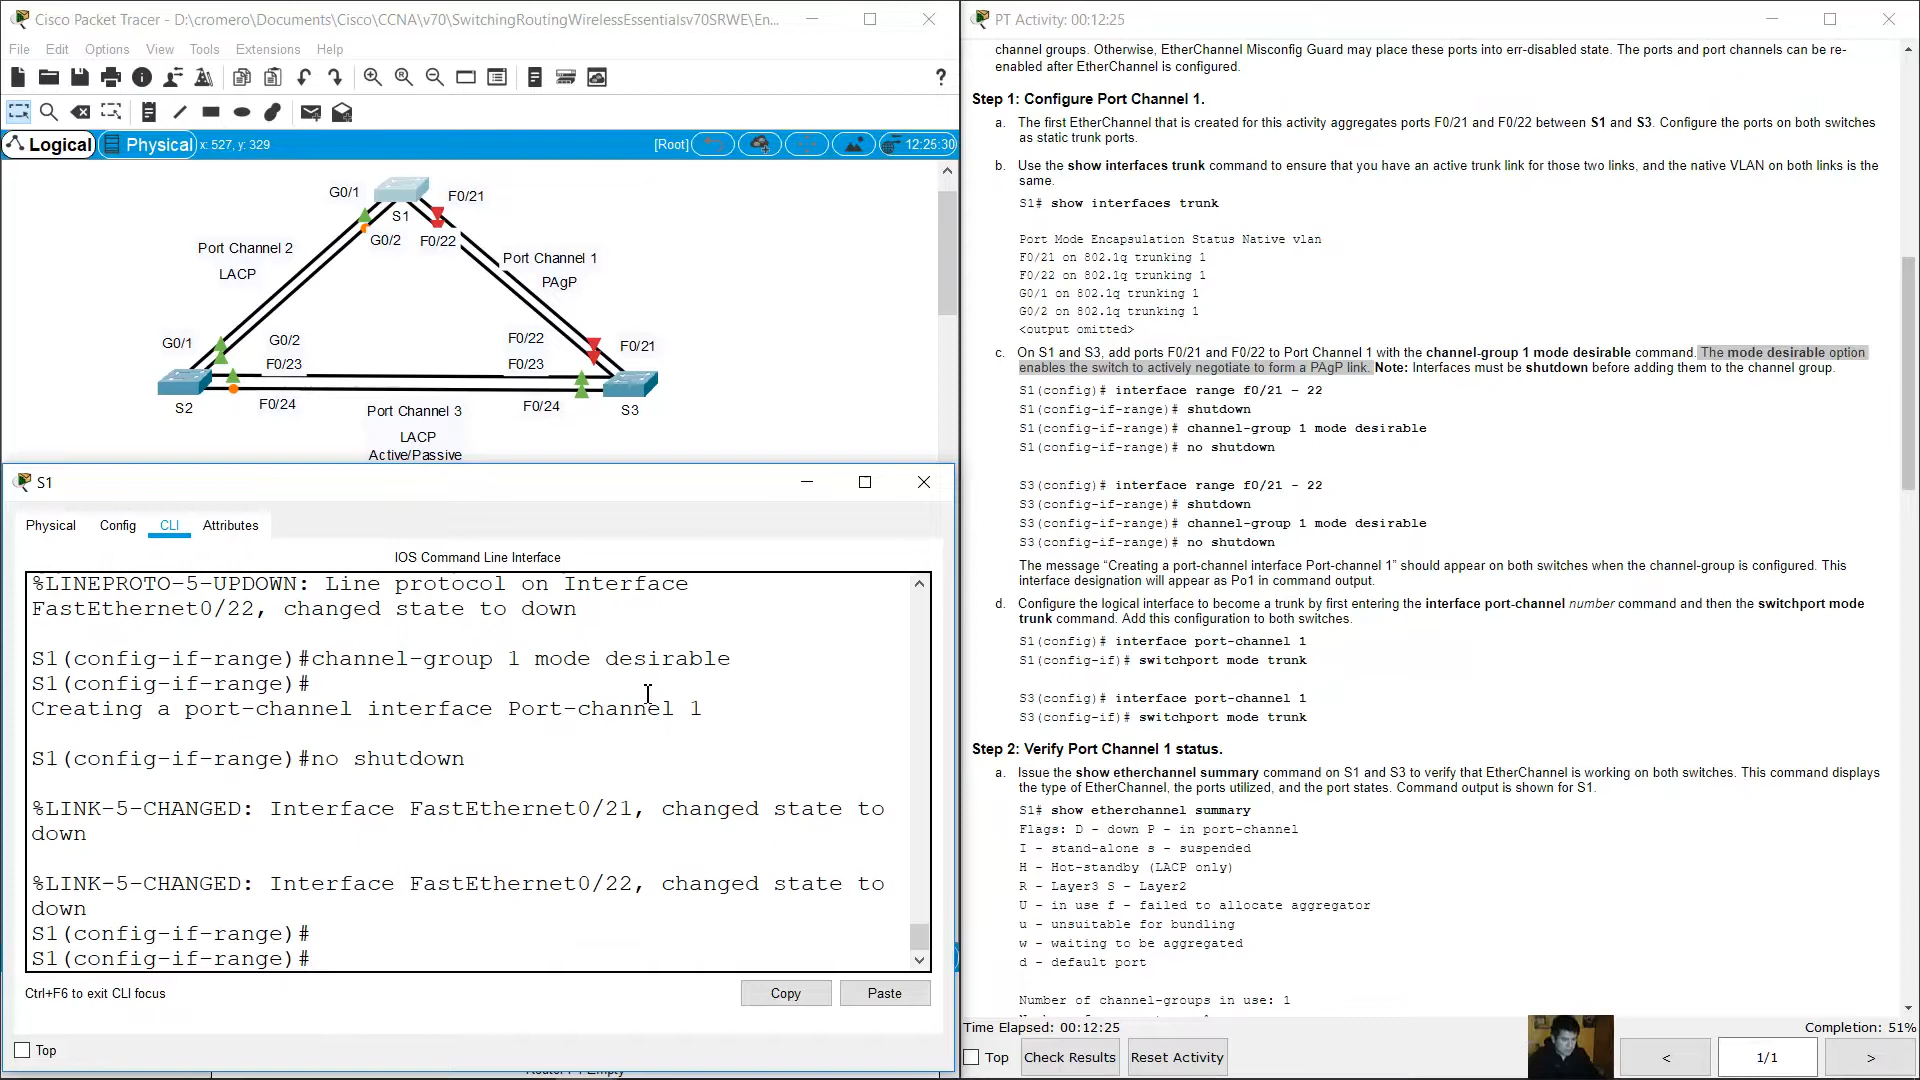 Cisco Packet Tracer - D:\cromero\Documents\Cisco\CCNA\v70\SwitchingRoutingWirelessEssentialsv70SRWE\En...
File Edit Options View Tools Extensions Help
Logical
Physical
x: 527, y: 329
[Root]
12:25:30
G0/1
F0/21
S1
G0/2
F0/22
Port Channel 2
LACP
Port Channel 1
PAgP
G0/1
G0/2
F0/22
F0/21
F0/23
F0/23
S2
F0/24
Port Channel 3
F0/24
S3
LACP
Active/Passive
S1
Physical Config CLI Attributes
IOS Command Line Interface
%LINEPROTO-5-UPDOWN: Line protocol on Interface
FastEthernet0/22, changed state to down
S1(config-if-range)#channel-group 1 mode desirable
S1(config-if-range)#
Creating a port-channel interface Port-channel 1
S1(config-if-range)#no shutdown
%LINK-5-CHANGED: Interface FastEthernet0/21, changed state to
down
%LINK-5-CHANGED: Interface FastEthernet0/22, changed state to
down
S1(config-if-range)#
S1(config-if-range)#
Ctrl+F6 to exit CLI focus
Copy
Paste
Top
PT Activity: 00:12:25
channel groups. Otherwise, EtherChannel Misconfig Guard may place these ports into err-disabled state. The ports and port channels can be re-
enabled after EtherChannel is configured.
Step 1: Configure Port Channel 1.
a. The first EtherChannel that is created for this activity aggregates ports F0/21 and F0/22 between S1 and S3. Configure the ports on both switches
as static trunk ports.
b. Use the show interfaces trunk command to ensure that you have an active trunk link for those two links, and the native VLAN on both links is the
same.
S1# show interfaces trunk
Port Mode Encapsulation Status Native vlan
F0/21 on 802.1q trunking 1
F0/22 on 802.1q trunking 1
G0/1 on 802.1q trunking 1
G0/2 on 802.1q trunking 1
<output omitted>
c. On S1 and S3, add ports F0/21 and F0/22 to Port Channel 1 with the channel-group 1 mode desirable command. The mode desirable option
enables the switch to actively negotiate to form a PAgP link. Note: Interfaces must be shutdown before adding them to the channel group.
S1(config)# interface range f0/21 - 22
S1(config-if-range)# shutdown
S1(config-if-range)# channel-group 1 mode desirable
S1(config-if-range)# no shutdown
S3(config)# interface range f0/21 - 22
S3(config-if-range)# shutdown
S3(config-if-range)# channel-group 1 mode desirable
S3(config-if-range)# no shutdown
The message “Creating a port-channel interface Port-channel 1” should appear on both switches when the channel-group is configured. This
interface designation will appear as Po1 in command output.
d. Configure the logical interface to become a trunk by first entering the interface port-channel number command and then the switchport mode
trunk command. Add this configuration to both switches.
S1(config)# interface port-channel 1
S1(config-if)# switchport mode trunk
S3(config)# interface port-channel 1
S3(config-if)# switchport mode trunk
Step 2: Verify Port Channel 1 status.
a. Issue the show etherchannel summary command on S1 and S3 to verify that EtherChannel is working on both switches. This command displays
the type of EtherChannel, the ports utilized, and the port states. Command output is shown for S1.
S1# show etherchannel summary
Flags: D - down P - in port-channel
I - stand-alone s - suspended
H - Hot-standby (LACP only)
R - Layer3 S - Layer2
U - in use f - failed to allocate aggregator
u - unsuitable for bundling
w - waiting to be aggregated
d - default port
Number of channel-groups in use: 1
Time Elapsed: 00:12:25
Completion: 51%
Top
Check Results
Reset Activity
<
1/1
>